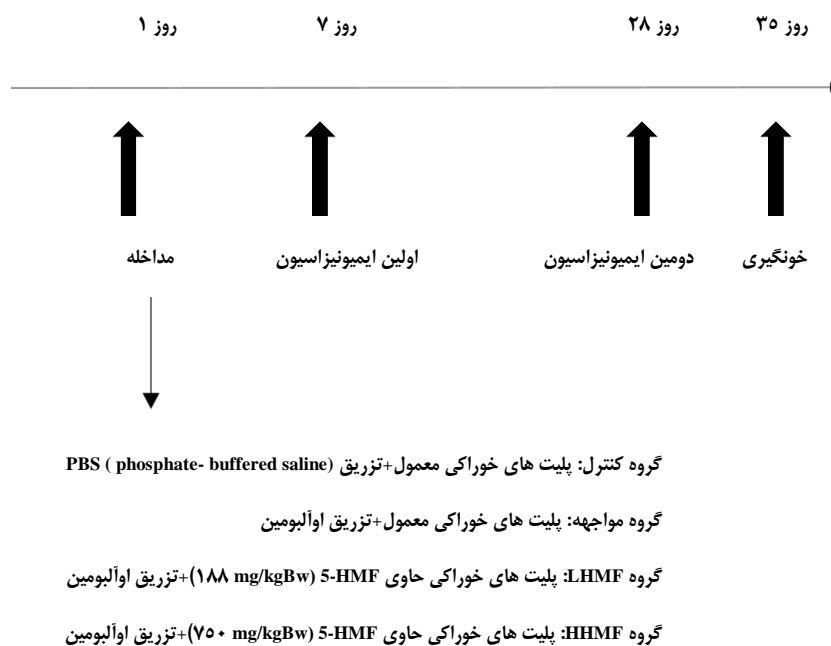 روز ۱ روز ۷ روز ۲۸ روز ۳۵
مداخله اولین ایمیونیزاسیون دومین ایمیونیزاسیون خونگیری
گروه کنترل: پلیت های خوراکی معمول+تزریق PBS ( phosphate- buffered saline)
گروه مواجهه: پلیت های خوراکی معمول+تزریق اوآلبومین
گروه LHMF: پلیت های خوراکی حاوی 5-HMF (۱۸۸ mg/kgBw)+تزریق اوآلبومین
گروه HHMF: پلیت های خوراکی حاوی 5-HMF (۷۵۰ mg/kgBw)+تزریق اوآلبومین